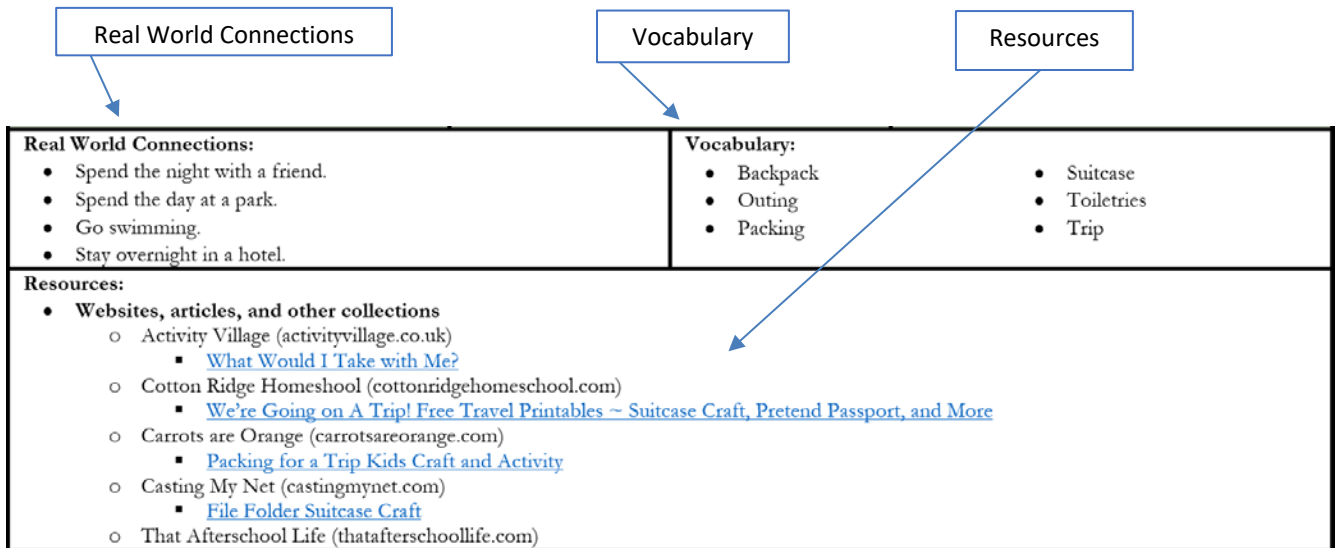 Real World Connections
Vocabulary
Resources
Real World Connections:
• Spend the night with a friend.
• Spend the day at a park.
• Go swimming.
• Stay overnight in a hotel.
Vocabulary:
• Backpack
• Outing
• Packing
• Suitcase
• Toiletries
• Trip
Resources:
• Websites, articles, and other collections
o Activity Village (activityvillage.co.uk)
▪ What Would I Take with Me?
o Cotton Ridge Homeshool (cottonridgehomeschool.com)
▪ We're Going on A Trip! Free Travel Printables ~ Suitcase Craft, Pretend Passport, and More
o Carrots are Orange (carrotsareorange.com)
▪ Packing for a Trip Kids Craft and Activity
o Casting My Net (castingmynet.com)
▪ File Folder Suitcase Craft
o That Afterschool Life (thatafterschoollife.com)